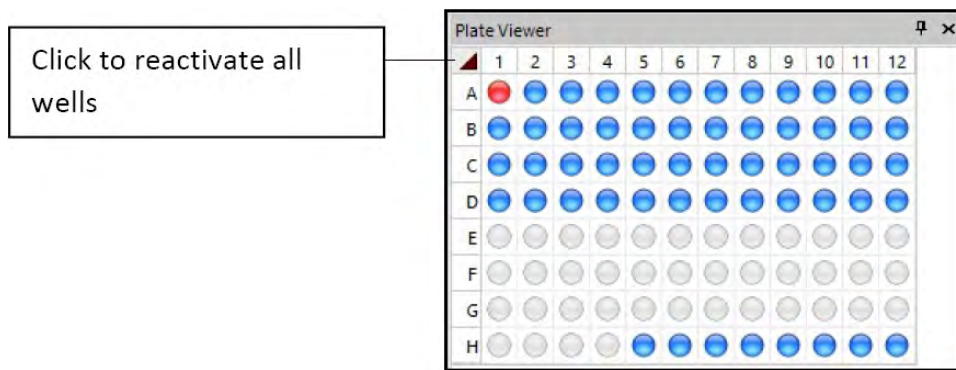 Click to reactivate all
wells
Plate Viewer
1 2 3 4 5 6 7 8 9 10 11 12
A
B
C
D
E
F
G
H